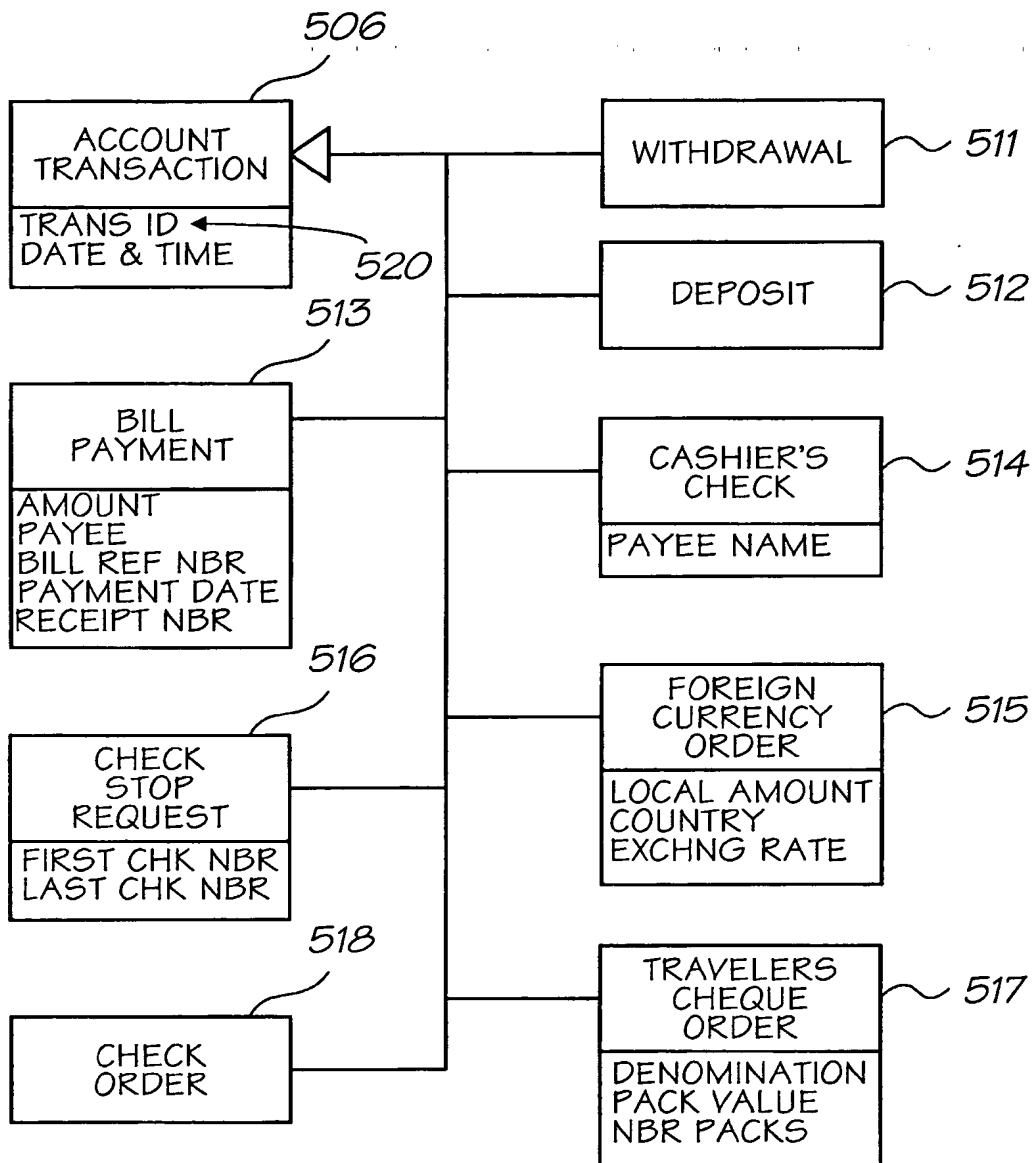 506
ACCOUNT
TRANSACTION
TRANS ID
DATE & TIME
520
WITHDRAWAL
511
DEPOSIT
512
513
BILL
PAYMENT
AMOUNT
PAYEE
BILL REF NBR
PAYMENT DATE
RECEIPT NBR
CASHIER'S
CHECK
PAYEE NAME
514
516
CHECK
STOP
REQUEST
FIRST CHK NBR
LAST CHK NBR
FOREIGN
CURRENCY
ORDER
LOCAL AMOUNT
COUNTRY
EXCHNG RATE
515
518
CHECK
ORDER
TRAVELERS
CHEQUE
ORDER
DENOMINATION
PACK VALUE
NBR PACKS
517